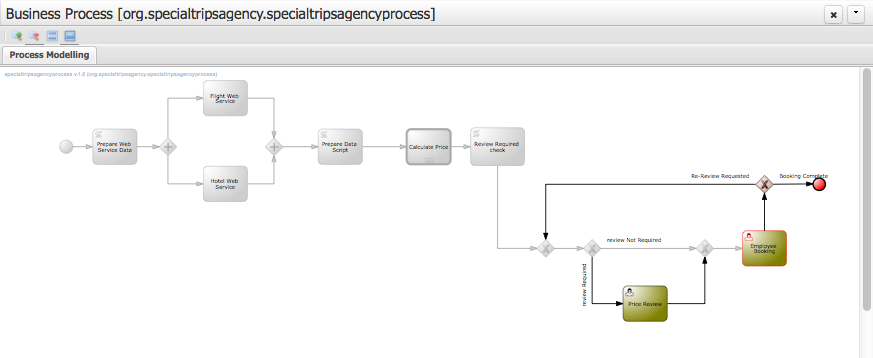 Business Process [org.specialtripsagency.specialtripsagencyprocess]
Process Modelling
specialtripsagencyprocess v.1.0 (org.specialtripsagency.specialtripsagencyprocess)
Flight Web
Service
Prepare Web
Service Data
Hotel Web
Service
Prepare Data
Script
Calculate Price
Review Required
check
Re-Review Requested
Booking Complete
review Not Required
Employee
Booking
review Required
Price Review